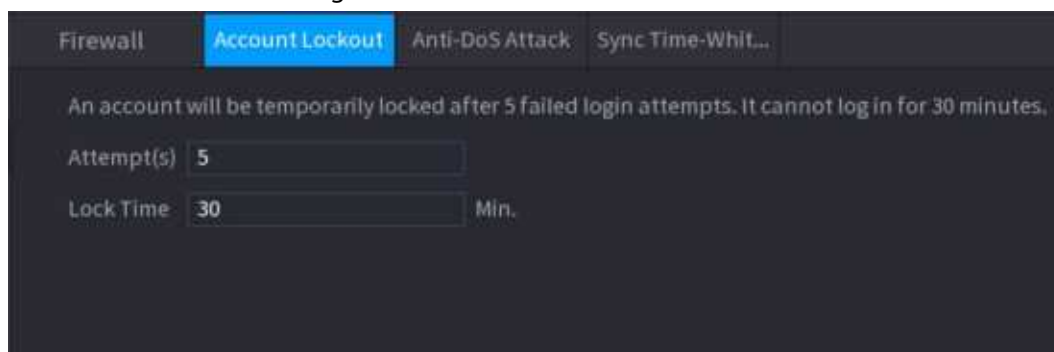 Firewall Account Lockout Anti-DoS Attack Sync Time-Whit...
An account will be temporarily locked after 5 failed login attempts. It cannot log in for 30 minutes.
Attempt(s) 5
Lock Time 30 Min.